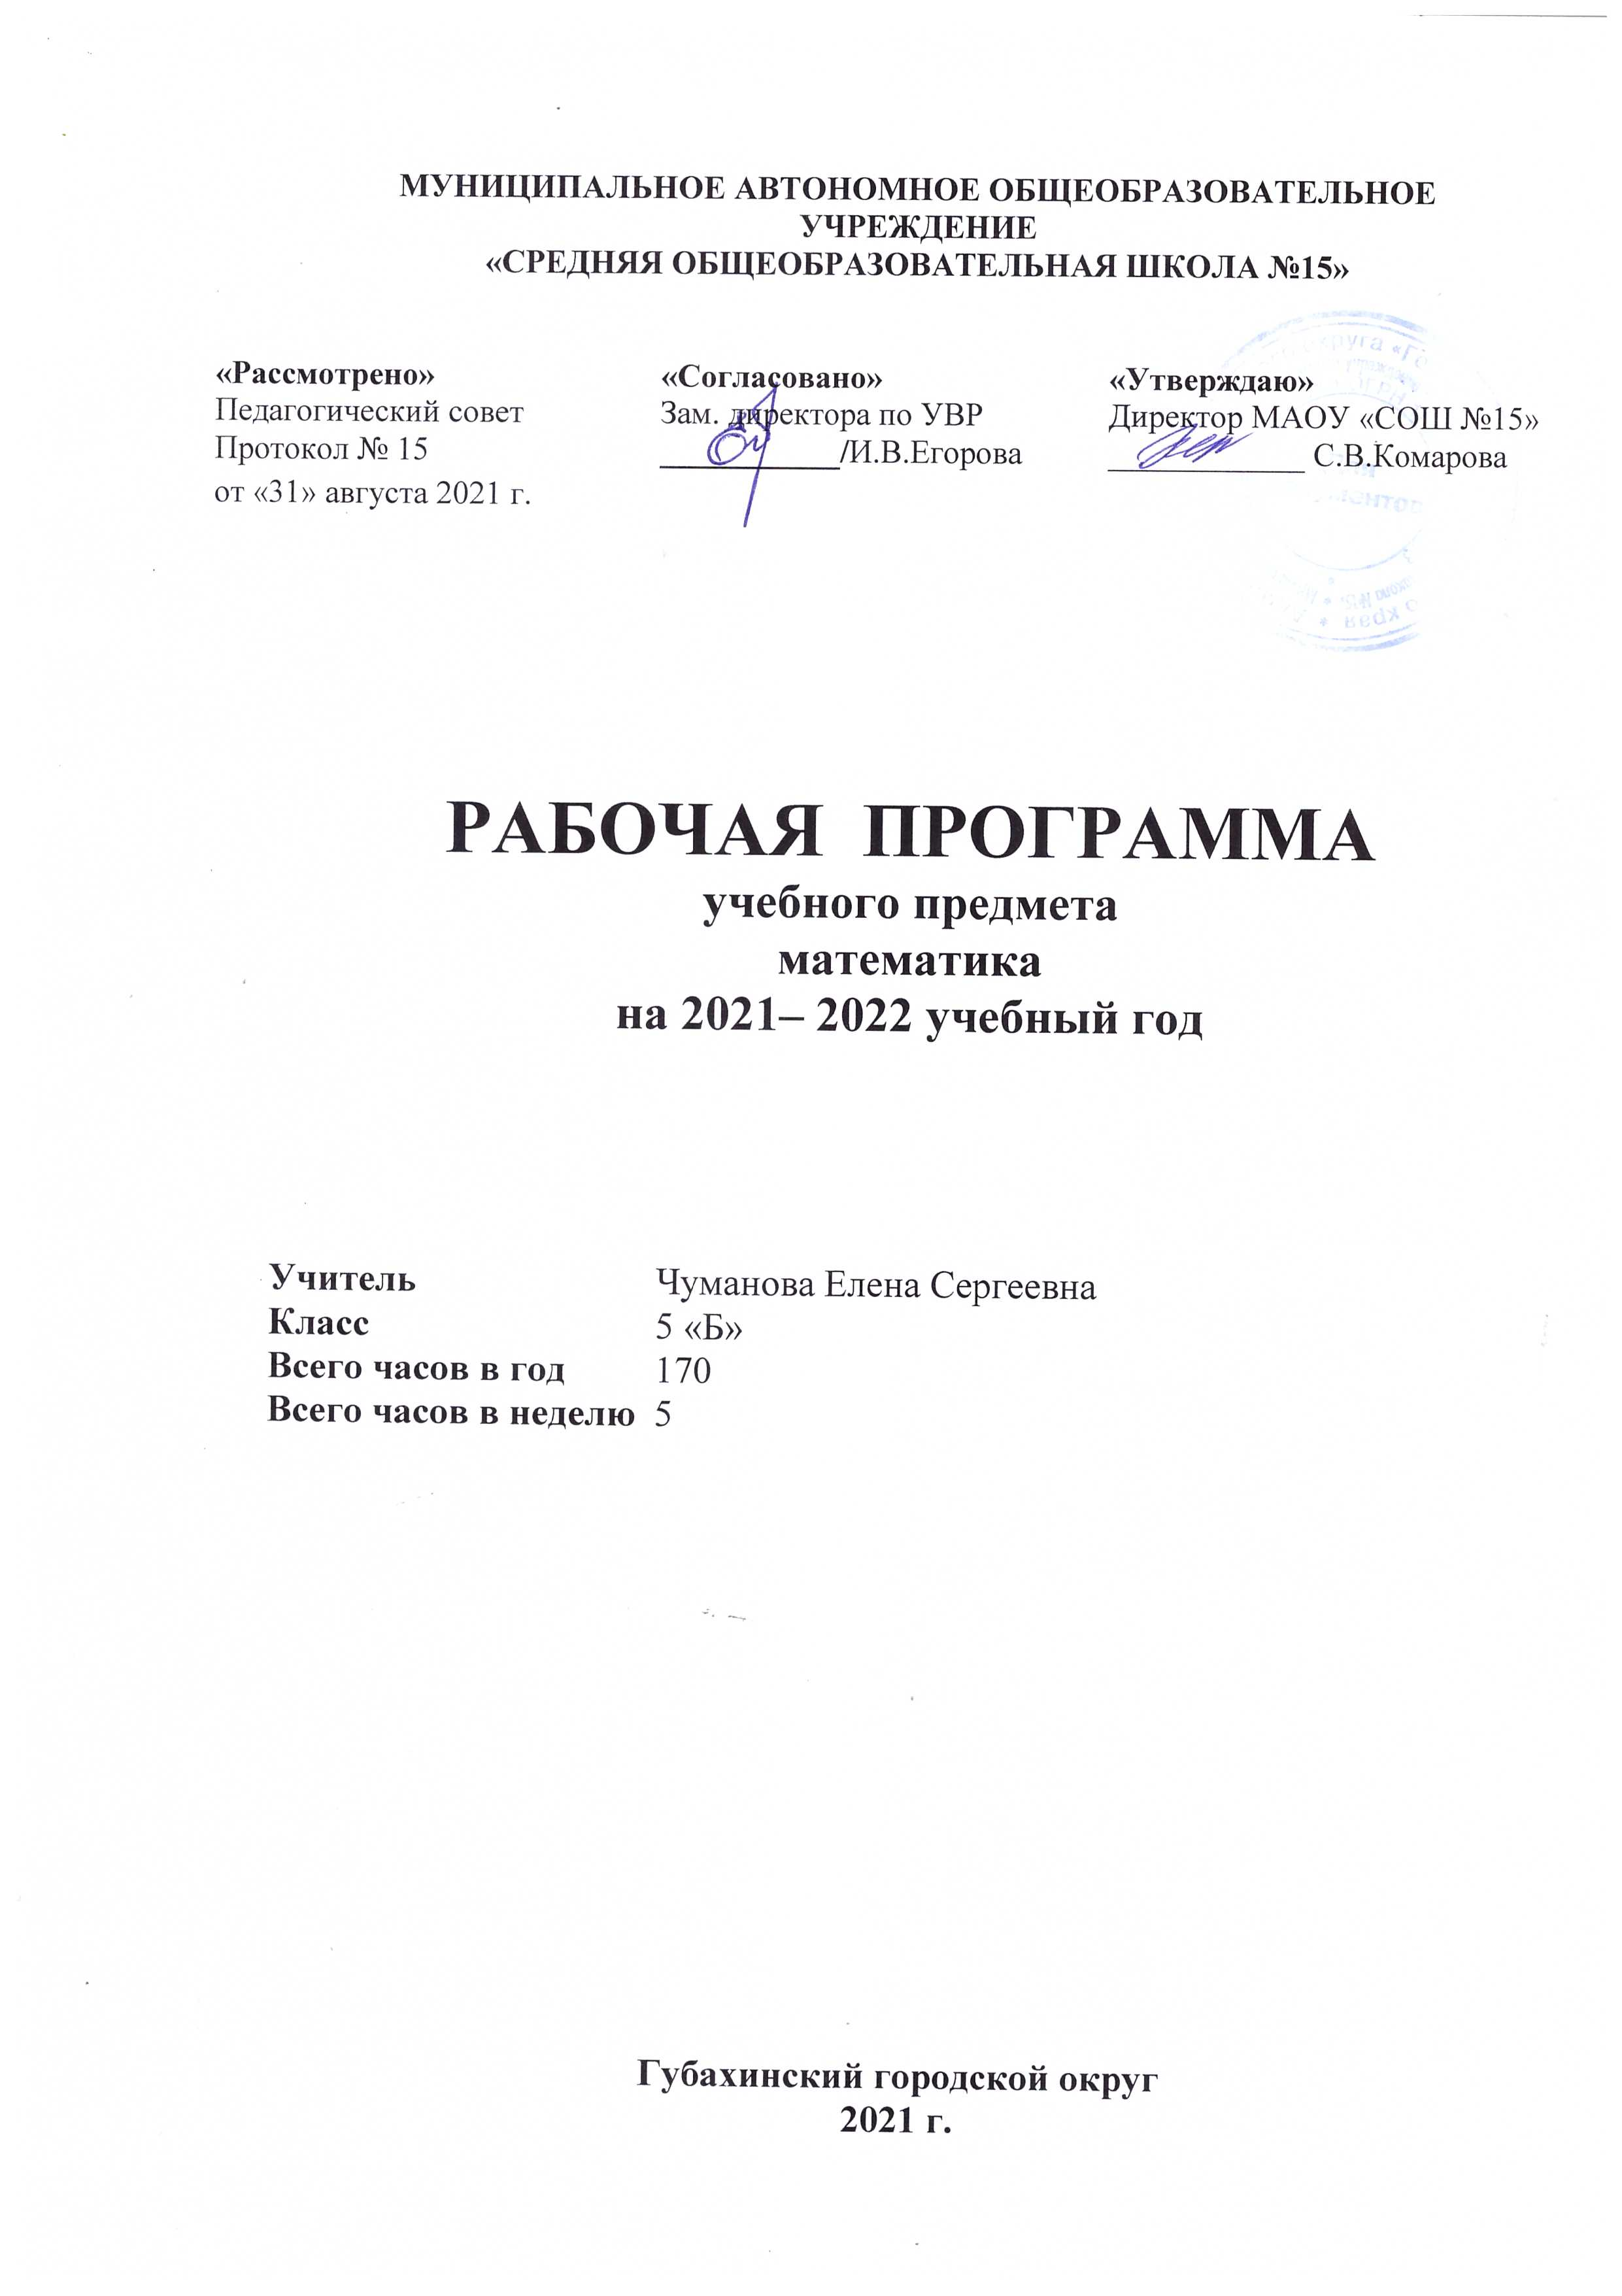 МУНИЦИПАЛЬНОЕ АВТОНОМНОЕ ОБЩЕОБРАЗОВАТЕЛЬНОЕ
УЧРЕЖДЕНИЕ
«СРЕДНЯЯ ОБЩЕОБРАЗОВАТЕЛЬНАЯ ШКОЛА №15»
«Рассмотрено»
Педагогический совет
Протокол № 15
от «31» августа 2021 г.
«Согласовано»
Зам. директора по УВР
/И.В.Егорова
«Утверждаю»
Директор МАОУ «СОШ №15»
С.В.Комарова
РАБОЧАЯ ПРОГРАММА
учебного предмета
математика
на 2021– 2022 учебный год
Учитель Чуманова Елена Сергеевна
Класс 5 «Б»
Всего часов в год 170
Всего часов в неделю 5
Губахинский городской округ
2021 г.